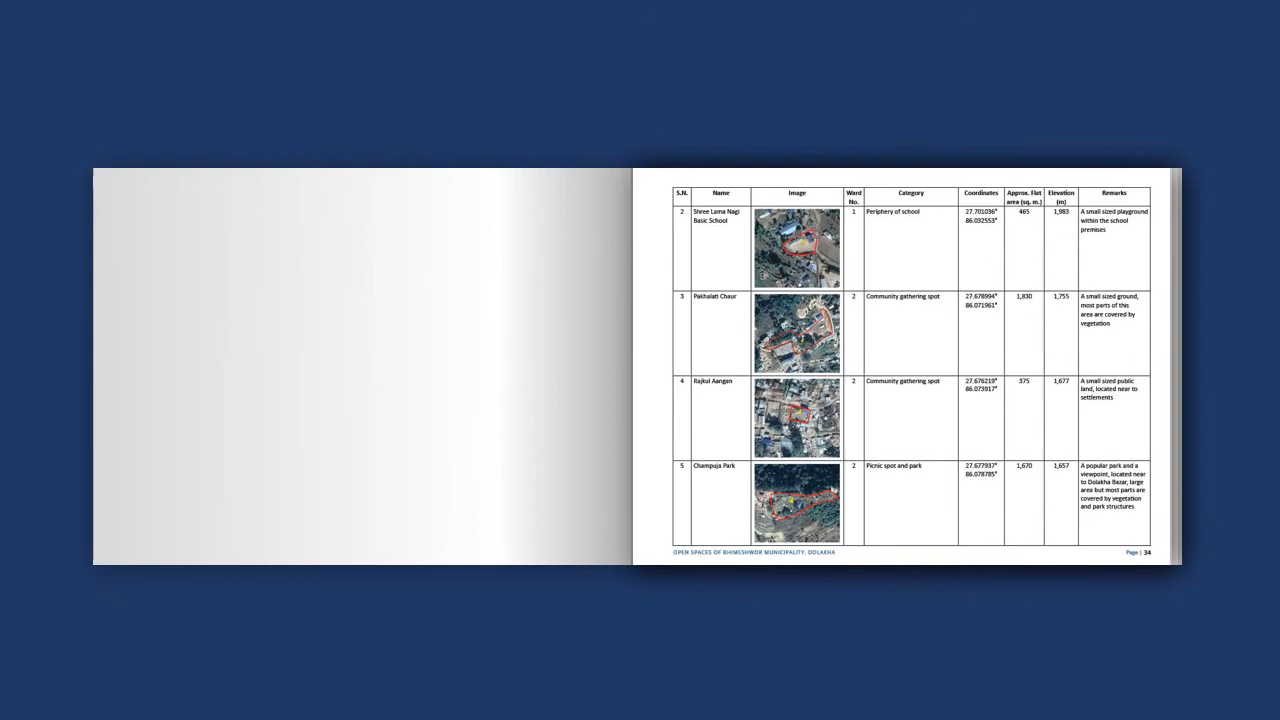 S.N. Name Image Ward No. Category Coordinates Approx. Flat area (sq. m.) Elevation (m) Remarks
2 Shree Lama Nagi Basic School 1 Periphery of school 27.701036° 86.032553° 465 1,983 A small sized playground within the school premises
3 Pakhalati Chaur 2 Community gathering spot 27.678994° 86.071961° 1,830 1,755 A small sized ground, most parts of this area are covered by vegetation
4 Rajkul Aangan 2 Community gathering spot 27.676219° 86.073917° 375 1,677 A small sized public land, located near to settlements
5 Champuja Park 2 Picnic spot and park 27.677937° 86.078785° 1,670 1,657 A popular park and a viewpoint, located near to Dolakha Bazar, large area but most parts are covered by vegetation and park structures
OPEN SPACES OF BHIMESHWOR MUNICIPALITY, DOLAKHA Page | 34